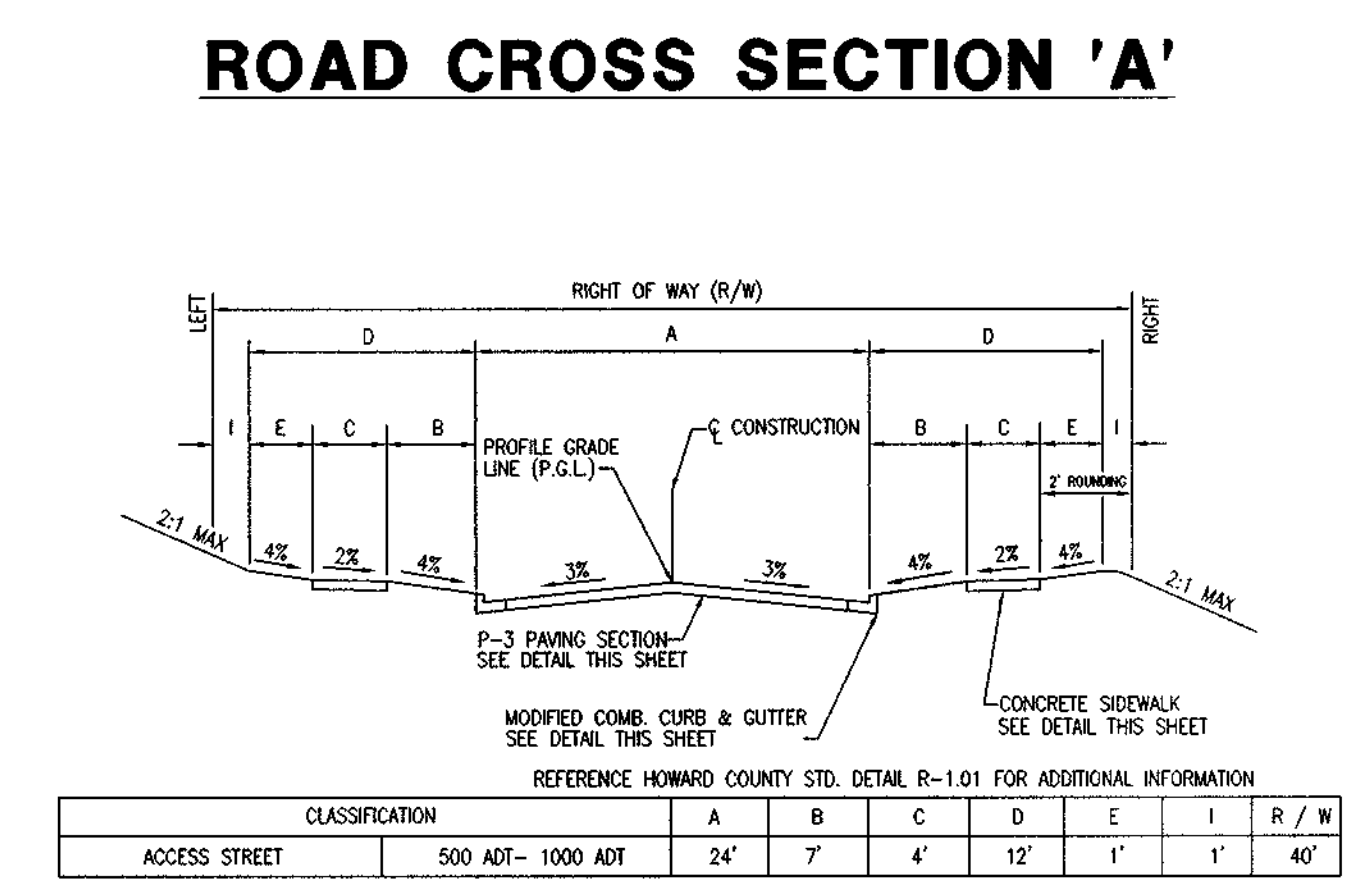 ROAD CROSS SECTION 'A'
RIGHT OF WAY (R/W)
LEFT
RIGHT
D
A
D
I
E
C
B
℄ CONSTRUCTION
B
C
E
I
PROFILE GRADE
LINE (P.G.L.)
2' ROUNDING
2:1 MAX
4%
2%
4%
3%
3%
4%
2%
4%
2:1 MAX
P-3 PAVING SECTION
SEE DETAIL THIS SHEET
MODIFIED COMB. CURB & GUTTER
SEE DETAIL THIS SHEET
CONCRETE SIDEWALK
SEE DETAIL THIS SHEET
REFERENCE HOWARD COUNTY STD. DETAIL R-1.01 FOR ADDITIONAL INFORMATION
CLASSIFICATION A B C D E I R / W
ACCESS STREET 500 ADT- 1000 ADT 24' 7' 4' 12' 1' 1' 40'